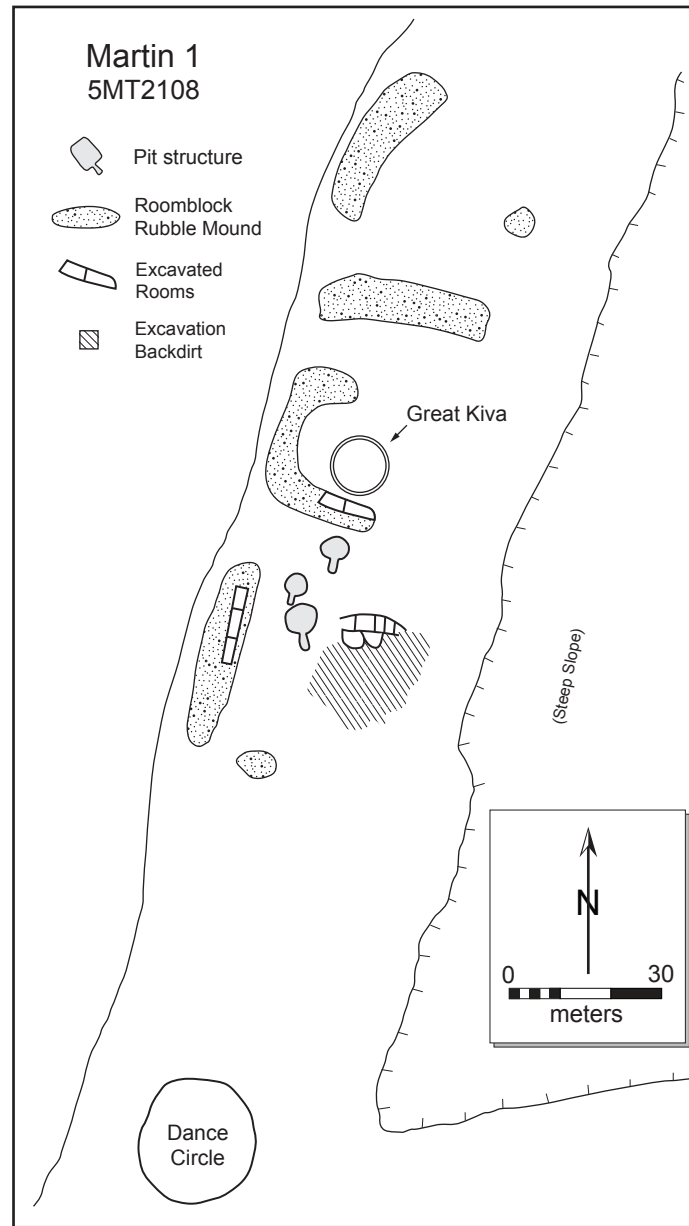 Martin 1
5MT2108
Pit structure
Roomblock
Rubble Mound
Excavated
Rooms
Excavation
Backdirt
Great Kiva
(Steep Slope)
N
0 30
meters
Dance
Circle